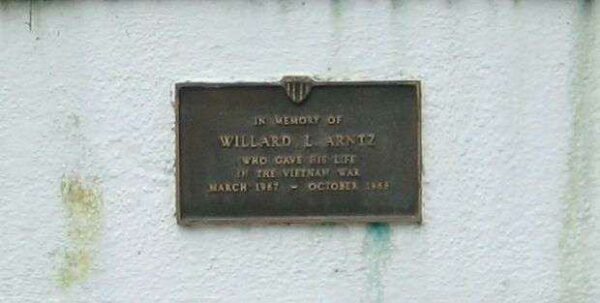 IN MEMORY OF
WILLARD L. ARNTZ
WHO GAVE HIS LIFE
IN THE VIETNAM WAR
MARCH 1967 – OCTOBER 1968